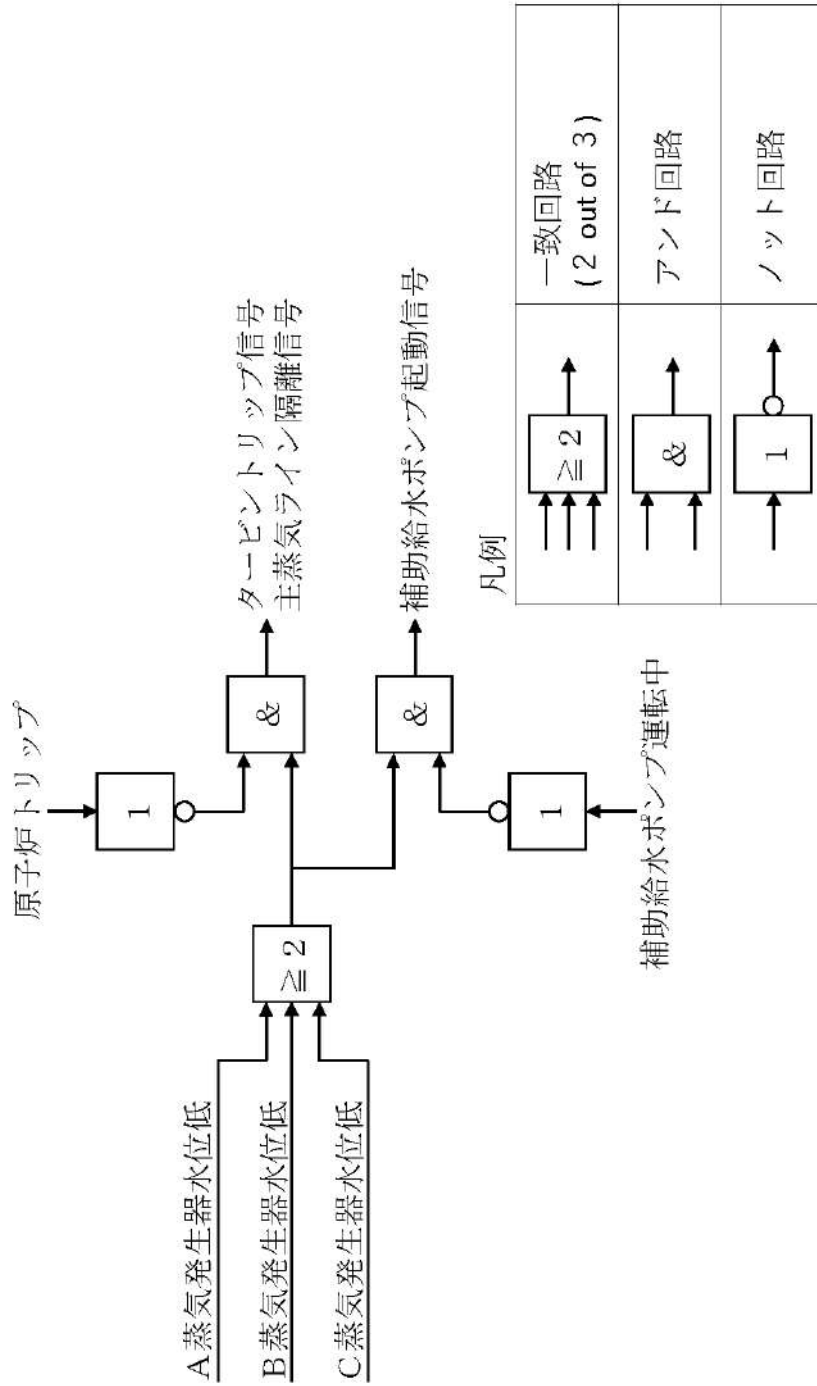 原子炉トリップ
1
A蒸気発生器水位低
B蒸気発生器水位低
C蒸気発生器水位低
≧2
&
タービントリップ信号
主蒸気ライン隔離信号
&
補助給水ポンプ起動信号
1
補助給水ポンプ運転中
凡例
≧2
一致回路
(2 out of 3)
&
アンド回路
1
ノット回路